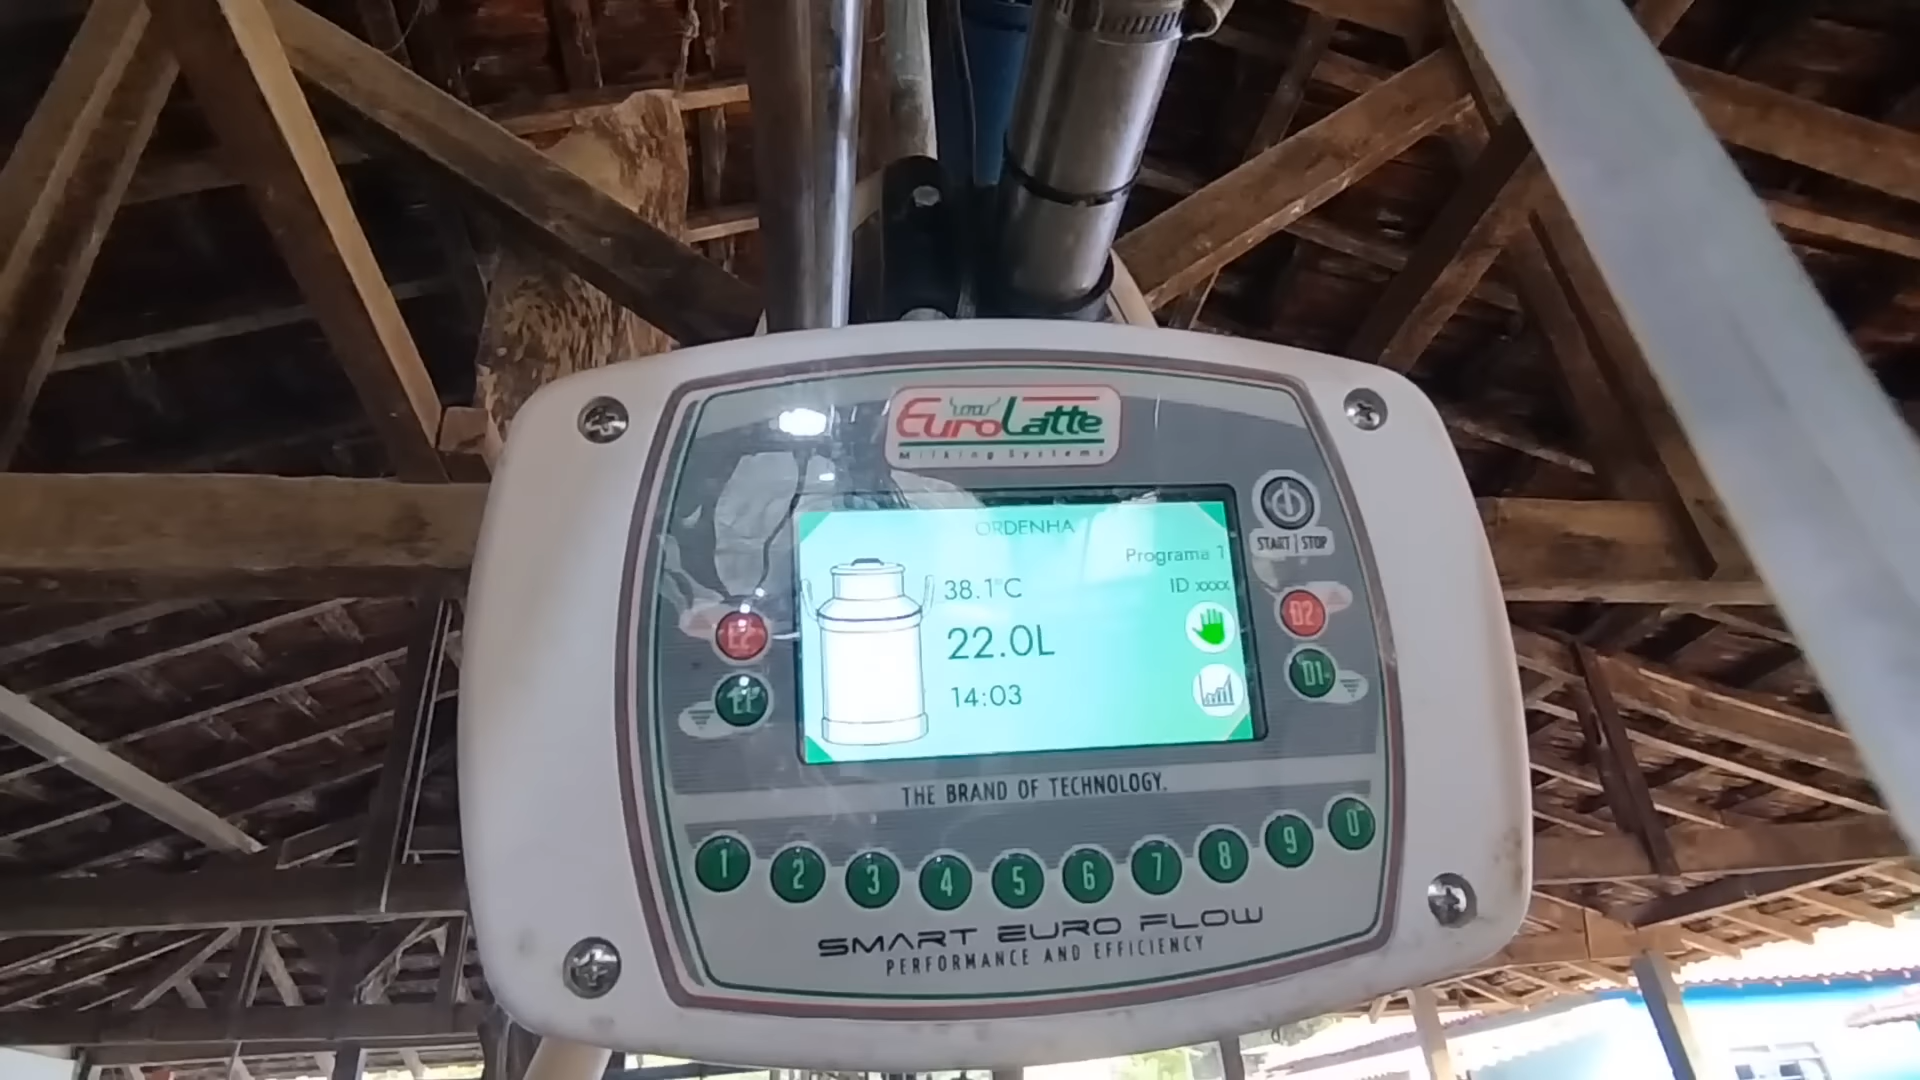 EuroLatte
Milking Systems
ORDENHA
Programa 1
38.1°C
ID xxxx
22.0L
14:03
START | STOP
E2
E1
D2
D1
THE BRAND OF TECHNOLOGY.
1 2 3 4 5 6 7 8 9 0
SMART EURO FLOW
PERFORMANCE AND EFFICIENCY